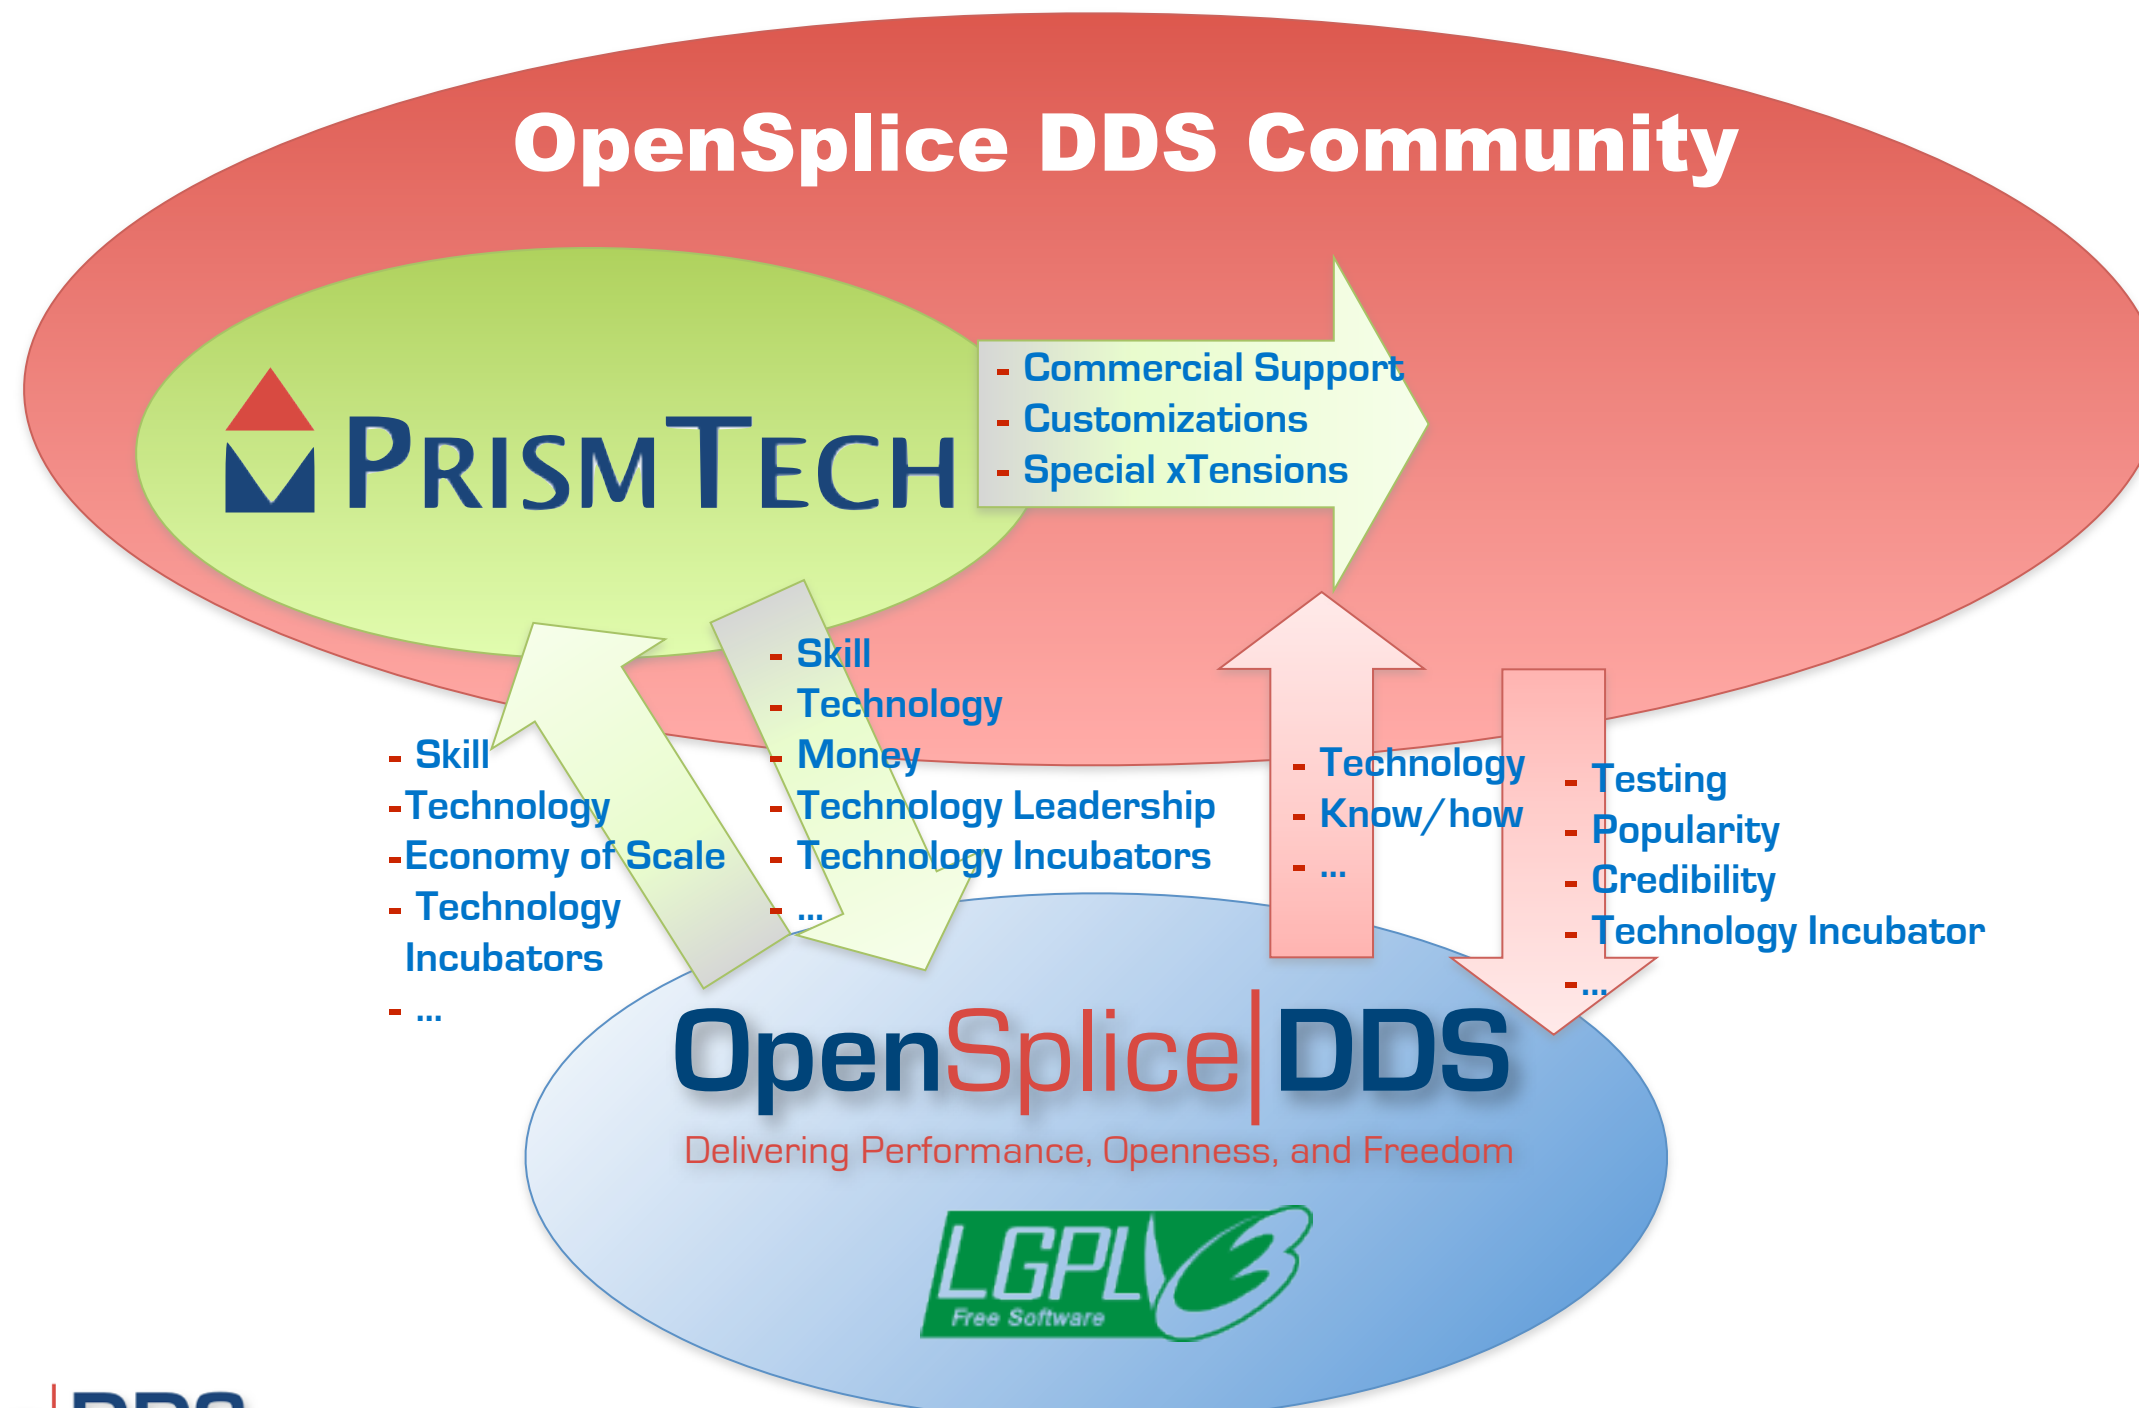 OpenSplice DDS Community
PRISMTECH
- Commercial Support
- Customizations
- Special xTensions
- Skill
- Technology
- Money
- Technology Leadership
- Technology Incubators
- ...
- Skill
-Technology
-Economy of Scale
- Technology
Incubators
- ...
- Technology
- Know/how
- ...
- Testing
- Popularity
- Credibility
- Technology Incubator
-...
OpenSplice|DDS
Delivering Performance, Openness, and Freedom
LGPLV3
Free Software
|DDS